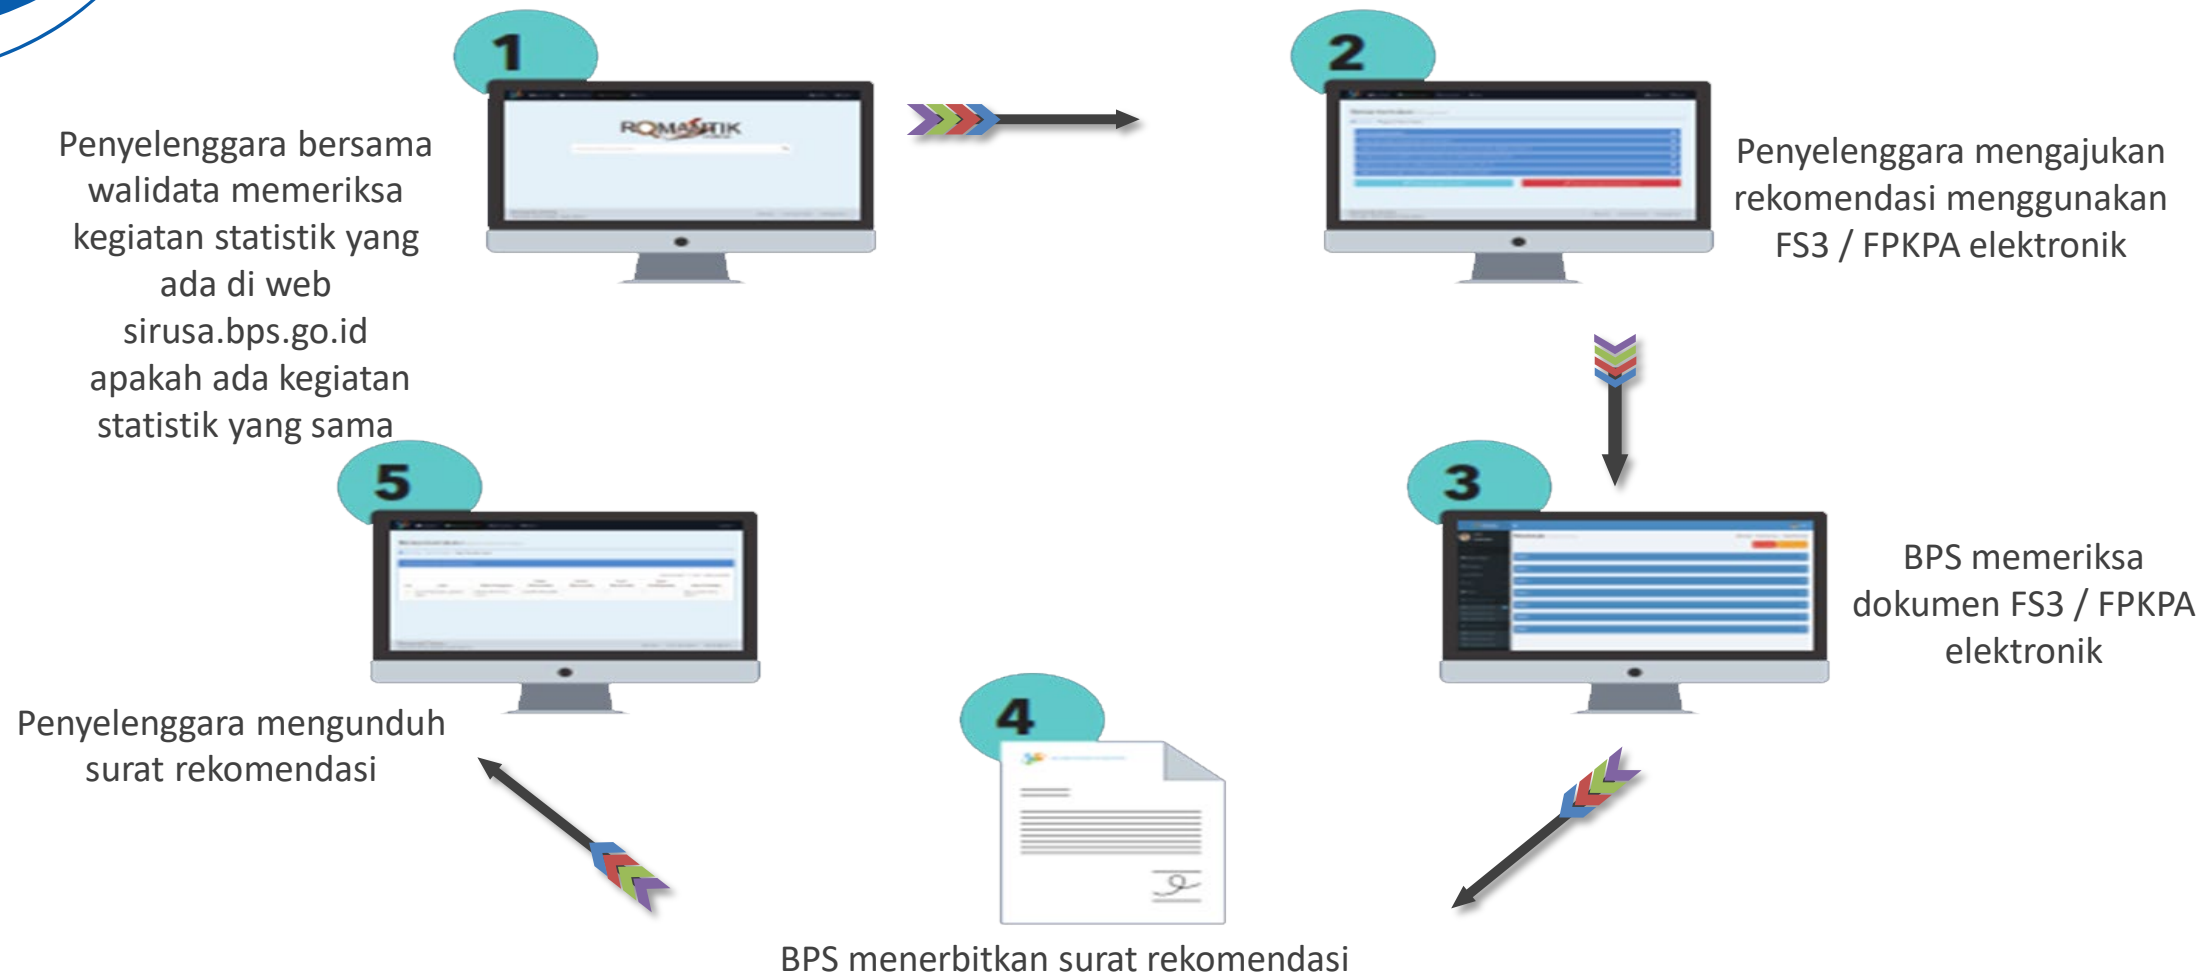 1
ROMANTIK
Penyelenggara bersama
walidata memeriksa
kegiatan statistik yang
ada di web
sirusa.bps.go.id
apakah ada kegiatan
statistik yang sama
2
Penyelenggara mengajukan
rekomendasi menggunakan
FS3 / FPKPA elektronik
3
BPS memeriksa
dokumen FS3 / FPKPA
elektronik
4
BPS menerbitkan surat rekomendasi
5
Penyelenggara mengunduh
surat rekomendasi